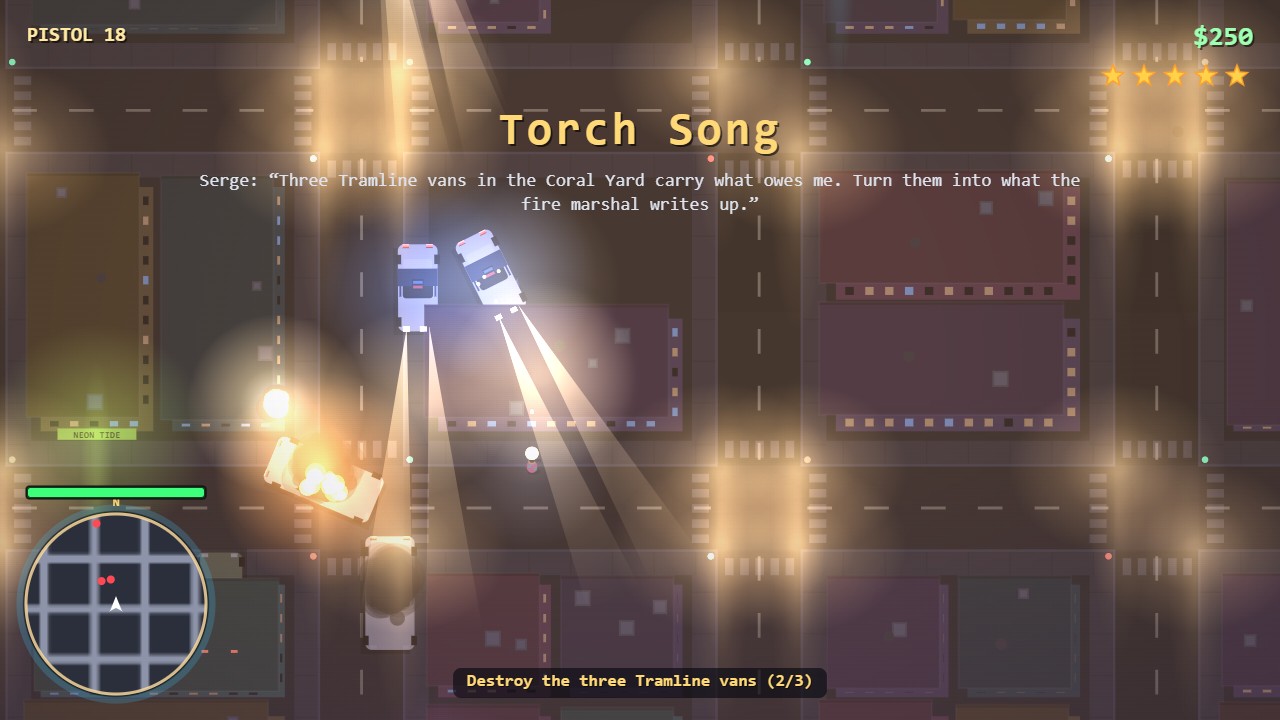 PISTOL 18
$250
Torch Song
Serge: “Three Tramline vans in the Coral Yard carry what owes me. Turn them into what the
fire marshal writes up.”
NEON TIDE
N
Destroy the three Tramline vans (2/3)